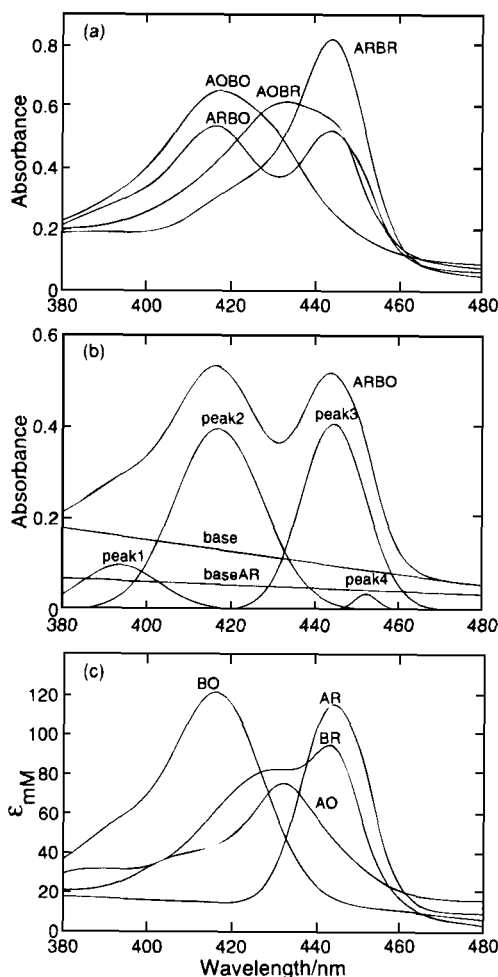 (a)
0.8
0.6
0.4
0.2
0
Absorbance
AOBO
AOBR
ARBR
ARBO
380 400 420 440 460 480
(b)
0.6
0.4
0.2
0
Absorbance
ARBO
peak2
peak3
base
peak1
baseAR
peak4
380 400 420 440 460 480
(c)
120
100
80
60
40
20
0
εmM
BO
AR
BR
AO
380 400 420 440 460 480
Wavelength/nm